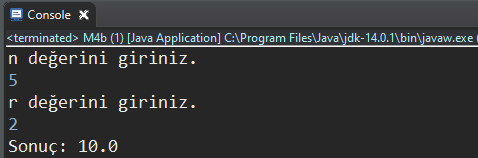 Console
<terminated> M4b (1) [Java Application] C:\Program Files\Java\jdk-14.0.1\bin\javaw.exe (
n değerini giriniz.
5
r değerini giriniz.
2
Sonuç: 10.0